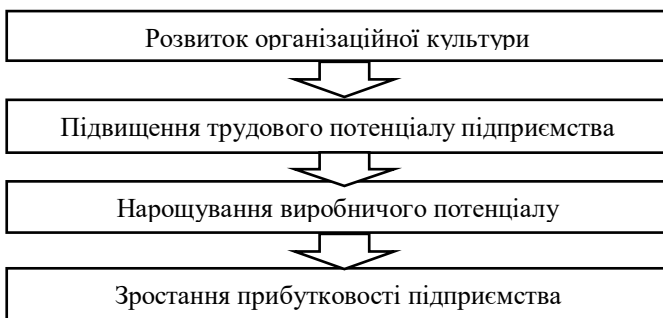 Розвиток організаційної культури
Підвищення трудового потенціалу підприємства
Нарощування виробничого потенціалу
Зростання прибутковості підприємства